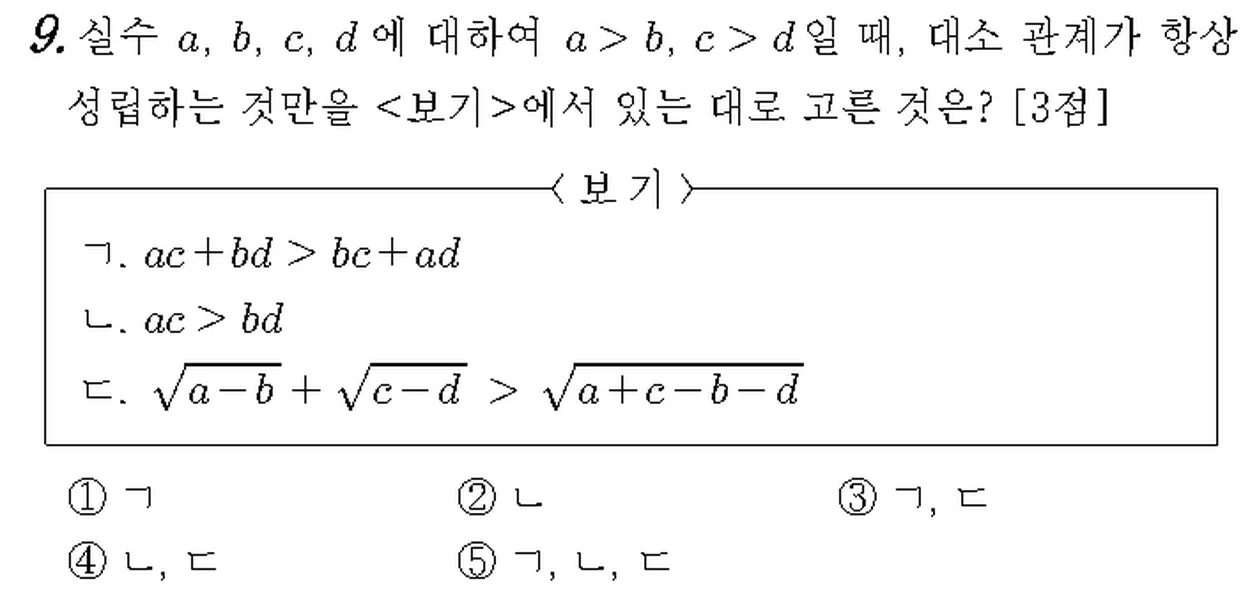 9. 실수 a, b, c, d 에 대하여 a > b, c > d일 때, 대소 관계가 항상
성립하는 것만을 <보기>에서 있는 대로 고른 것은? [3점]
〈 보 기 〉
ㄱ. ac+bd > bc+ad
ㄴ. ac > bd
ㄷ. √(a−b) + √(c−d) > √(a+c−b−d)
① ㄱ ② ㄴ ③ ㄱ, ㄷ
④ ㄴ, ㄷ ⑤ ㄱ, ㄴ, ㄷ